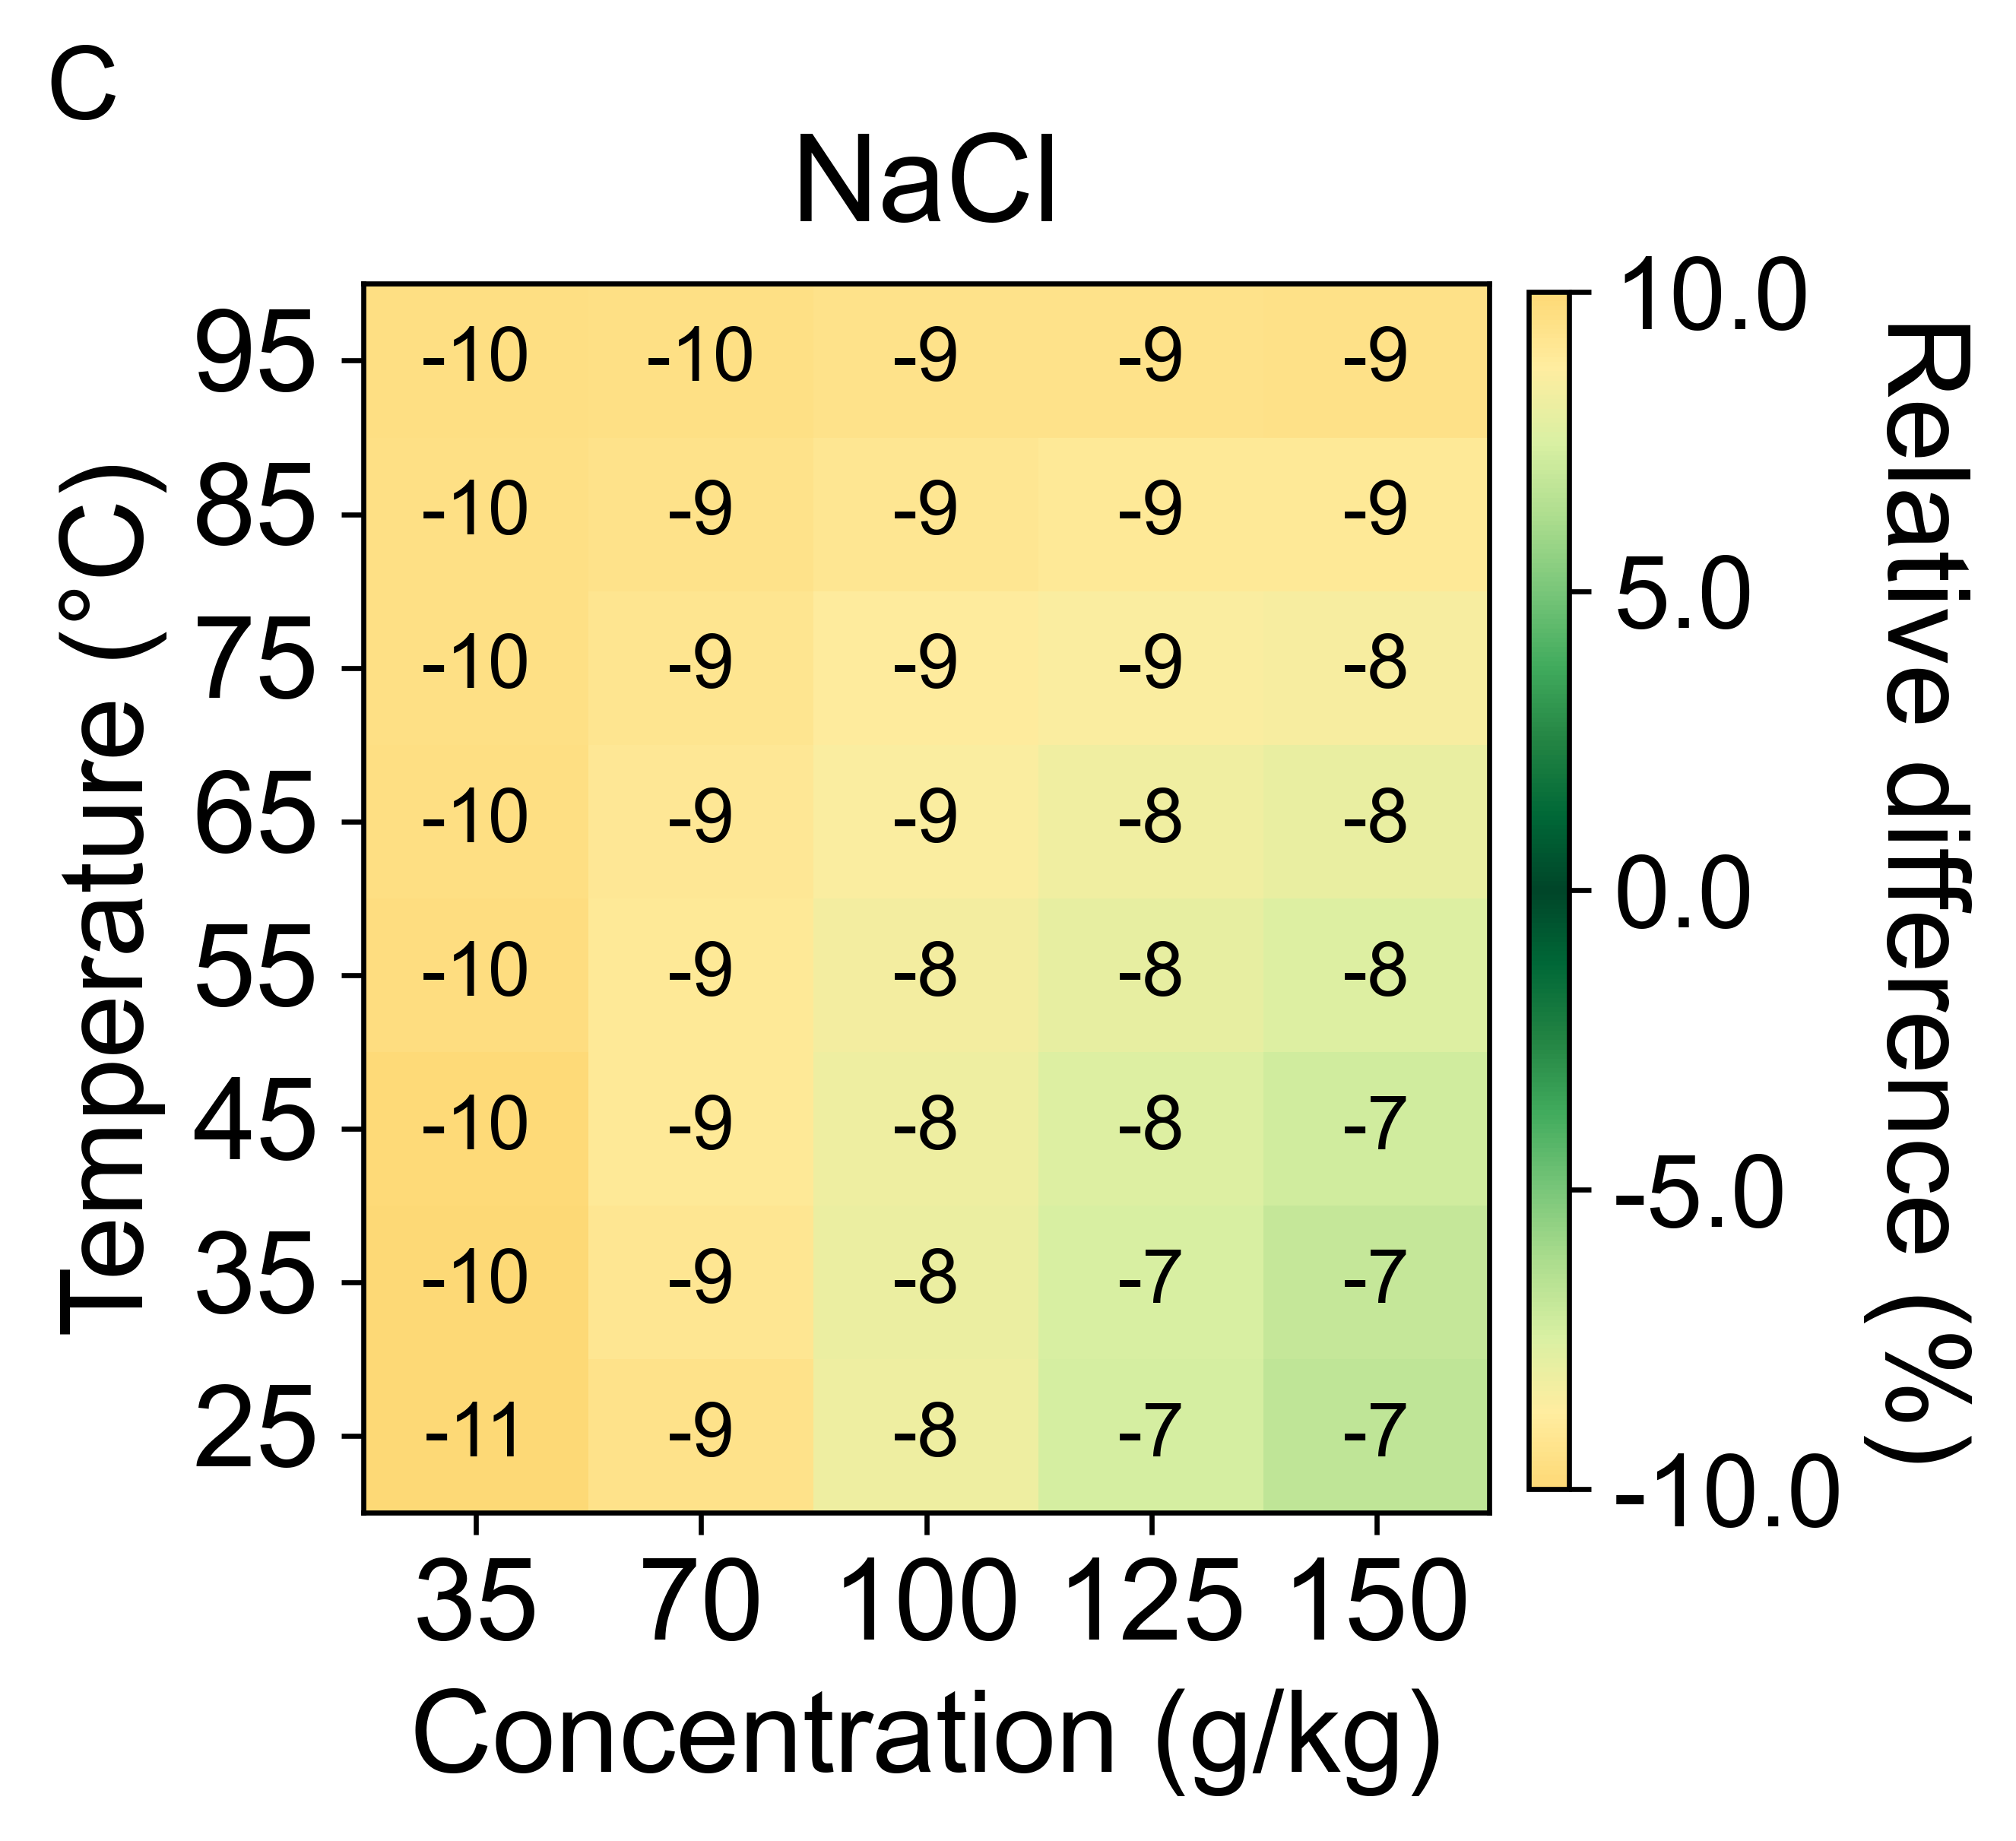 C
NaCl
Temperature (°C)
95 -10 -10 -9 -9 -9
85 -10 -9 -9 -9 -9
75 -10 -9 -9 -9 -8
65 -10 -9 -9 -8 -8
55 -10 -9 -8 -8 -8
45 -10 -9 -8 -8 -7
35 -10 -9 -8 -7 -7
25 -11 -9 -8 -7 -7
35 70 100 125 150
Concentration (g/kg)
10.0
5.0
0.0
-5.0
-10.0
Relative difference (%)